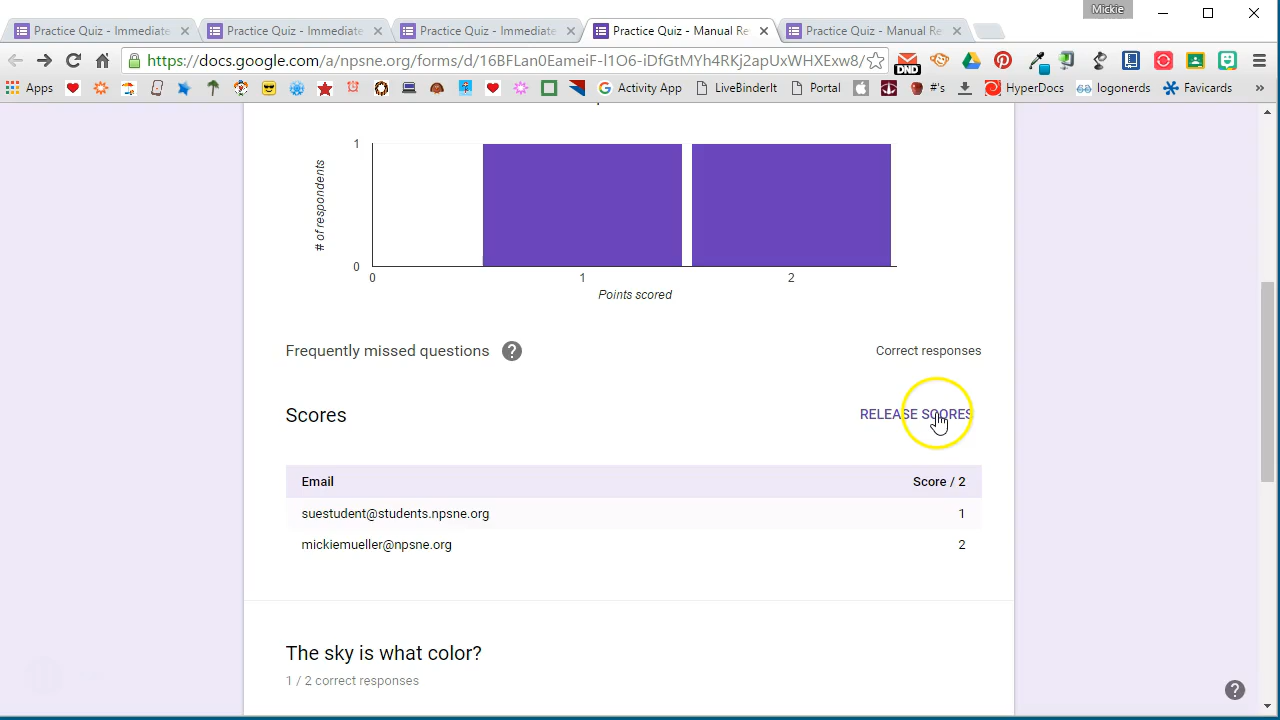 Mickie
Practice Quiz - Immediate
Practice Quiz - Immediate
Practice Quiz - Immediate
Practice Quiz - Manual Re
Practice Quiz - Manual Re
https://docs.google.com/a/npsne.org/forms/d/
DND
Apps
Activity App
LiveBinderIt
Portal
#'s
HyperDocs
logonerds
Favicards
»
# of respondents
1
0
0
1
2
Points scored
Frequently missed questions ?
Correct responses
Scores
RELEASE SCORES
Email
Score / 2
suestudent@students.npsne.org
1
mickiemueller@npsne.org
2
The sky is what color?
1 / 2 correct responses
?